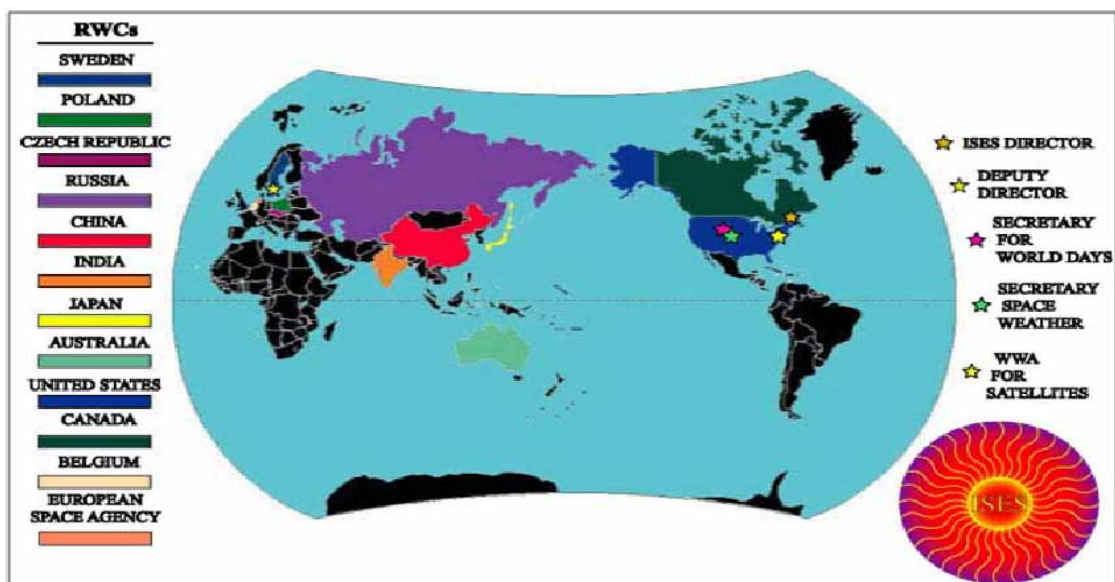 RWCs
SWEDEN
POLAND
CZECH REPUBLIC
RUSSIA
CHINA
INDIA
JAPAN
AUSTRALIA
UNITED STATES
CANADA
BELGIUM
EUROPEAN
SPACE AGENCY
ISES DIRECTOR
DEPUTY
DIRECTOR
SECRETARY
FOR
WORLD DAYS
SECRETARY
SPACE
WEATHER
WWA
FOR
SATELLITES
ISES